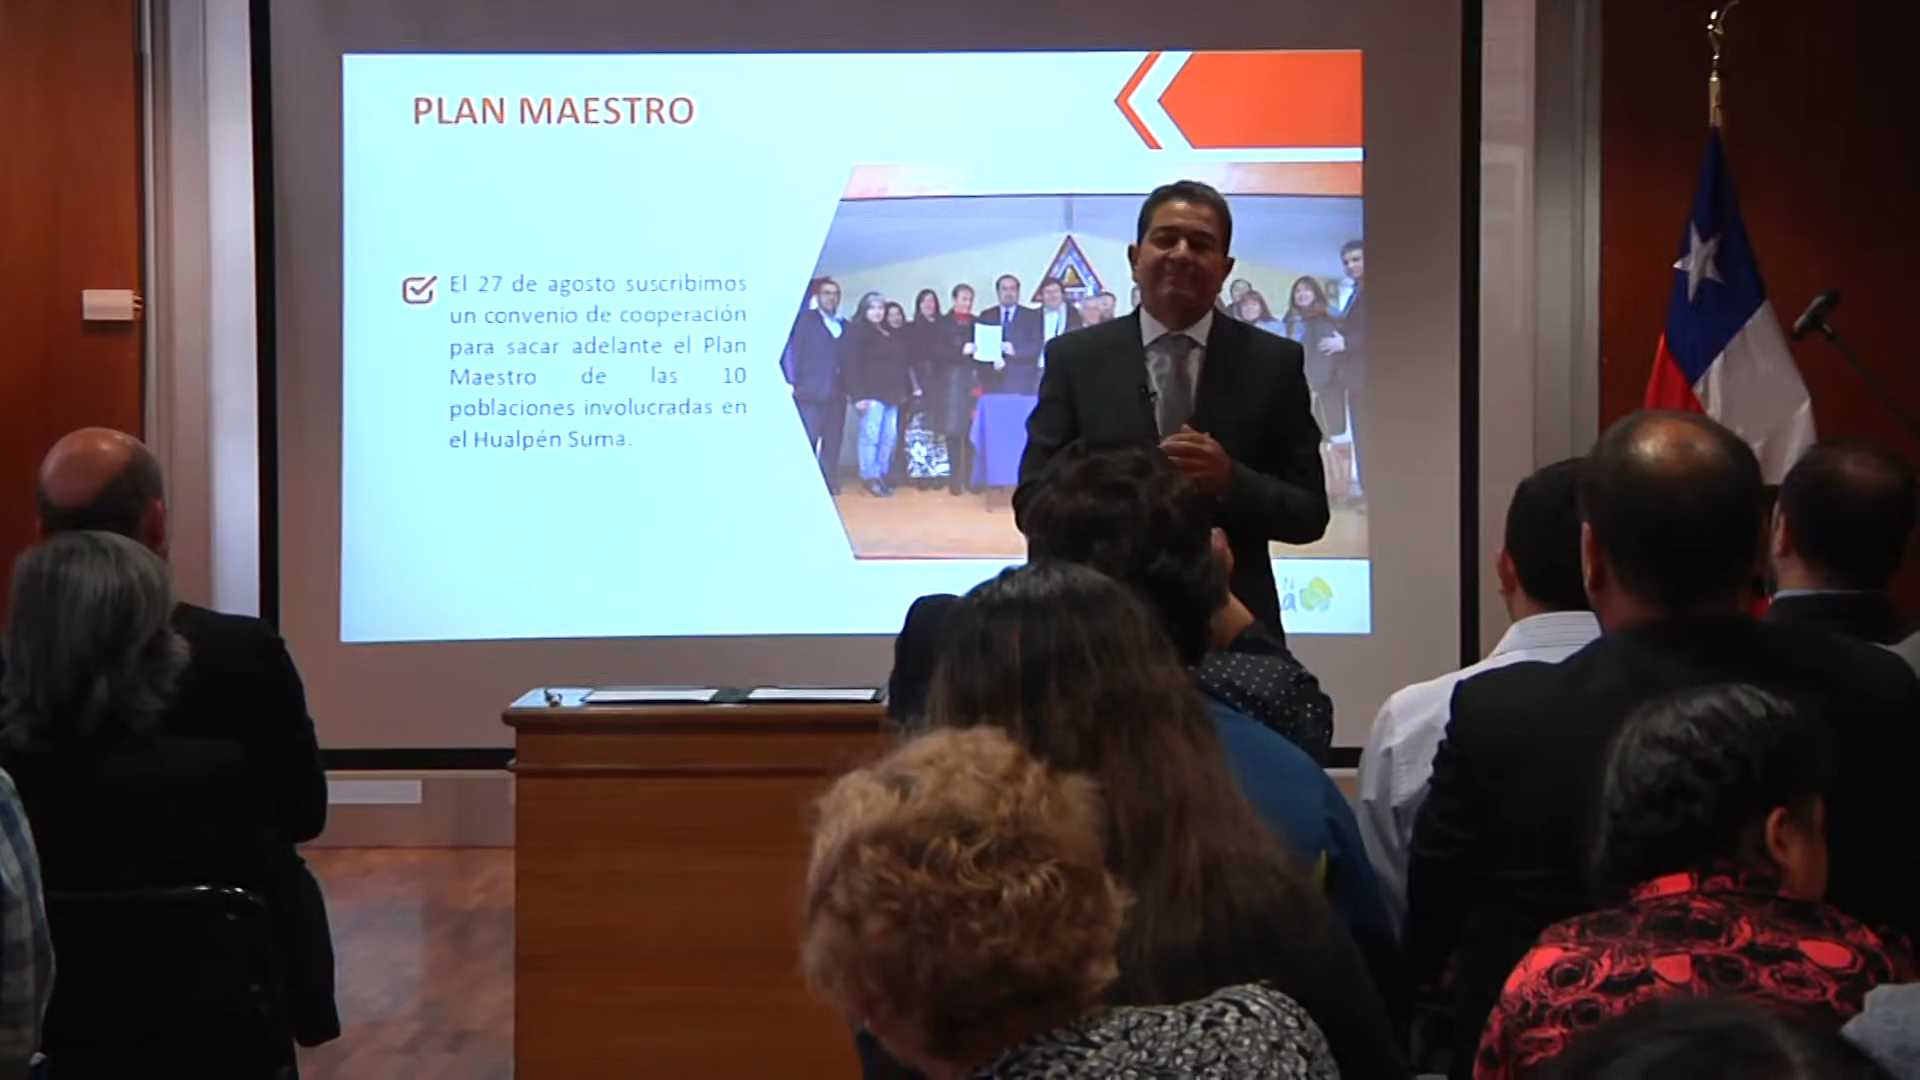 PLAN MAESTRO
El 27 de agosto suscribimos
un convenio de cooperación
para sacar adelante el Plan
Maestro de las 10
poblaciones involucradas en
el Hualpén Suma.